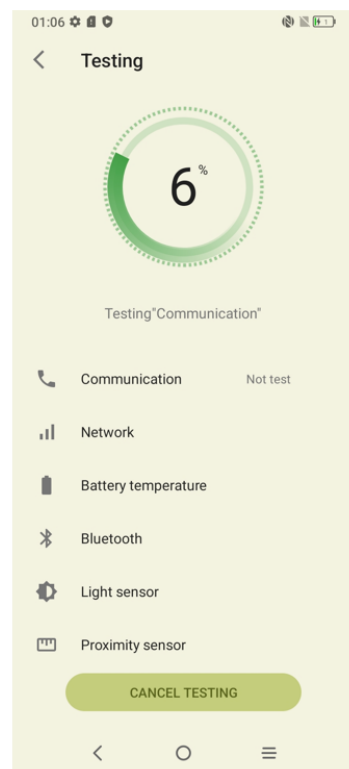 01:06
Testing
6%
Testing"Communication"
Communication Not test
Network
Battery temperature
Bluetooth
Light sensor
Proximity sensor
CANCEL TESTING